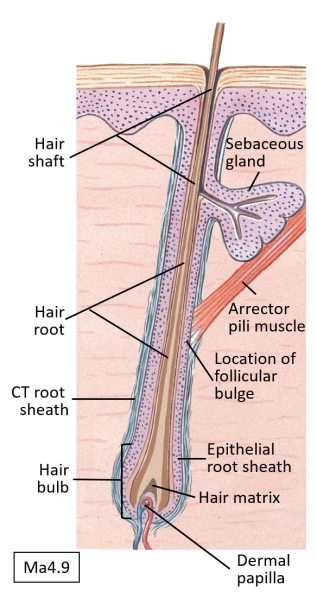 Hair
shaft
Sebaceous
gland
Hair
root
Arrector
pili muscle
Location of
follicular
bulge
CT root
sheath
Epithelial
root sheath
Hair
bulb
Hair matrix
Dermal
papilla
Ma4.9